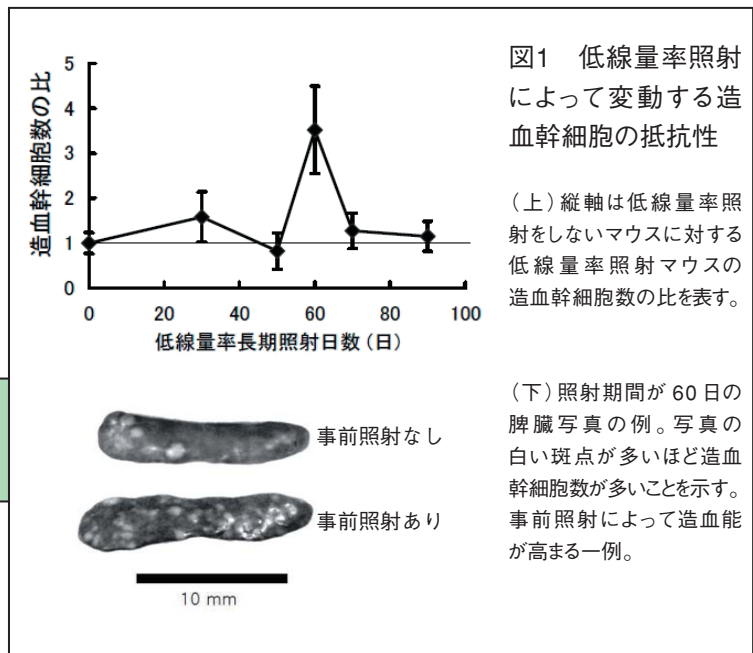 図1 低線量率照射
によって変動する造
血幹細胞の抵抗性
(上)縦軸は低線量率照
射をしないマウスに対する
低線量率照射マウスの
造血幹細胞数の比を表す。
造血幹細胞数の比
5
4
3
2
1
0
0 20 40 60 80 100
低線量率長期照射日数(日)
(下)照射期間が 60 日の
脾臓写真の例。写真の
白い斑点が多いほど造血
幹細胞数が多いことを示す。
事前照射によって造血能
が高まる一例。
事前照射なし
事前照射あり
10 mm